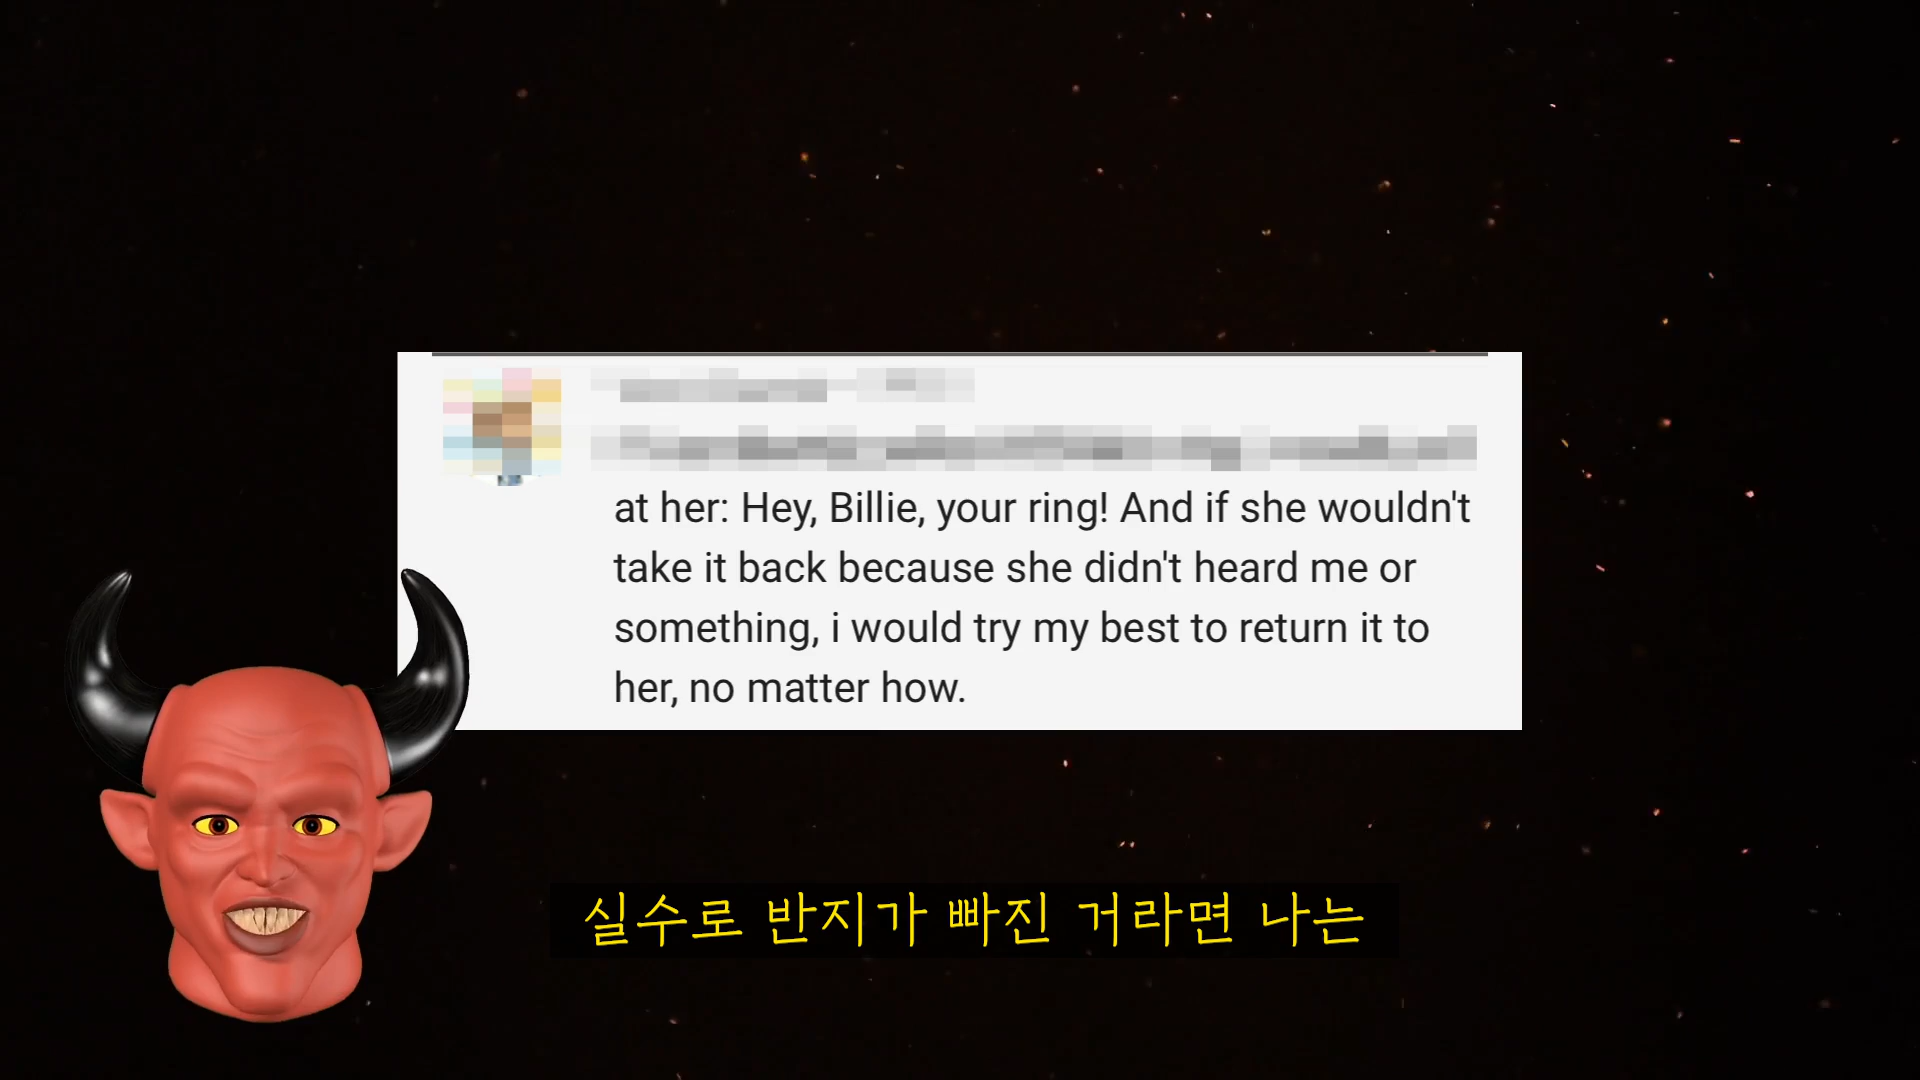 at her: Hey, Billie, your ring! And if she wouldn't
take it back because she didn't heard me or
something, i would try my best to return it to
her, no matter how.
실수로 반지가 빠진 거라면 나는